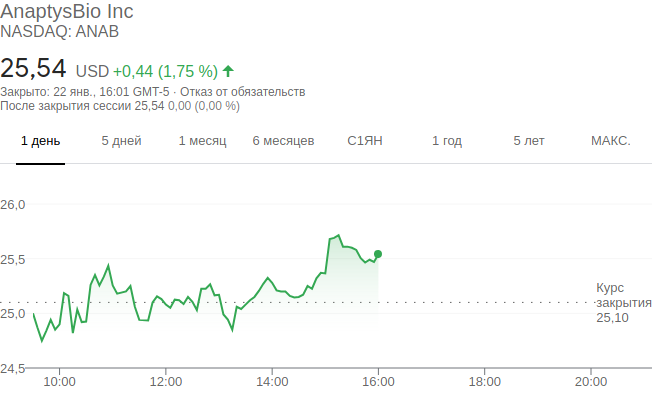 AnaptysBio Inc
NASDAQ: ANAB
25,54 USD +0,44 (1,75 %)
Закрыто: 22 янв., 16:01 GMT-5 · Отказ от обязательств
После закрытия сессии 25,54 0,00 (0,00 %)
1 день 5 дней 1 месяц 6 месяцев С1ЯН 1 год 5 лет МАКС.
26,0
25,5
Курс
закрытия
25,10
25,0
24,5
10:00 12:00 14:00 16:00 18:00 20:00